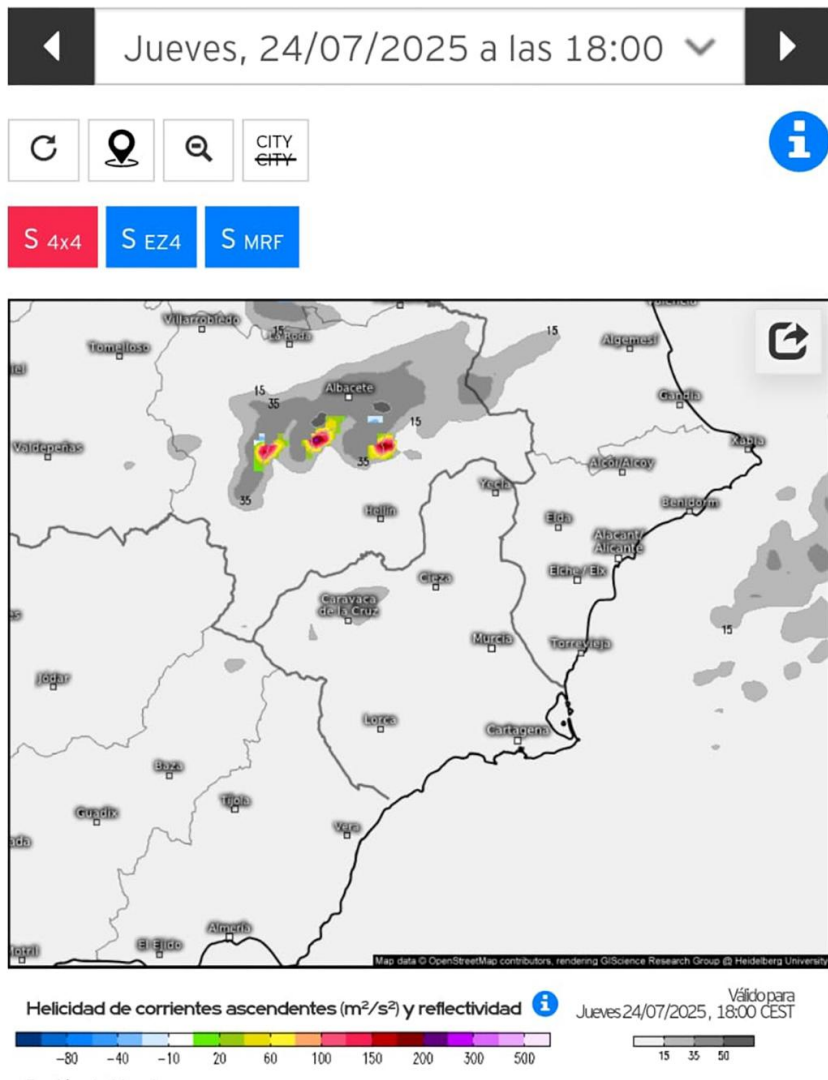 Jueves, 24/07/2025 a las 18:00
CITY
CITY
S 4x4
S EZ4
S MRF
Villarrobledo
15
La Roda
Tomelloso
15
Algemesí
15
35
Albacete
Gandia
15
Valdepeñas
35
Xàbia
Alcoi/Alcoy
35
Yecla
Hellín
Elda
Benidorm
Alacant/
Alicante
Cieza
Elche / Elx
Caravaca
de la Cruz
15
Murcia
Torrevieja
Jódar
Lorca
Cartagena
Baza
Guadix
Tíjola
Vera
Almería
El Ejido
Map data © OpenStreetMap contributors, rendering GIScience Research Group @ Heidelberg University
Helicidad de corrientes ascendentes (m²/s²) y reflectividad
Válido para
Jueves 24/07/2025, 18:00 CEST
-80 -40 -10 20 60 100 150 200 300 500
15 35 50